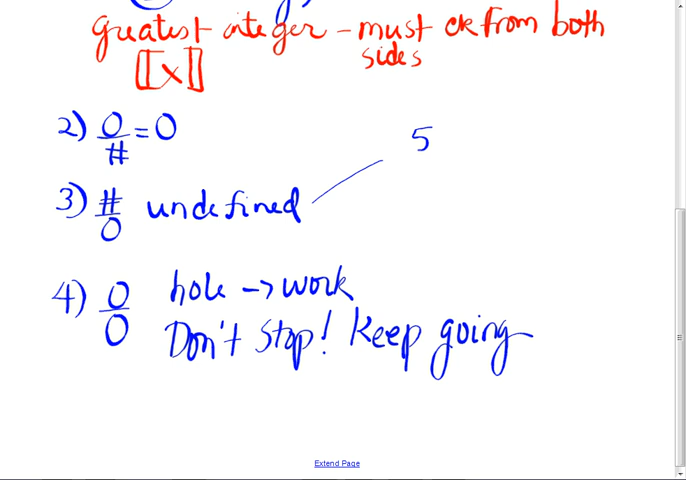 greatest integer - must ck from both
[[x]] sides
2) 0/# = 0
5
3) #/0 undefined
4) 0/0 hole -> work
Don't stop! Keep going
Extend Page